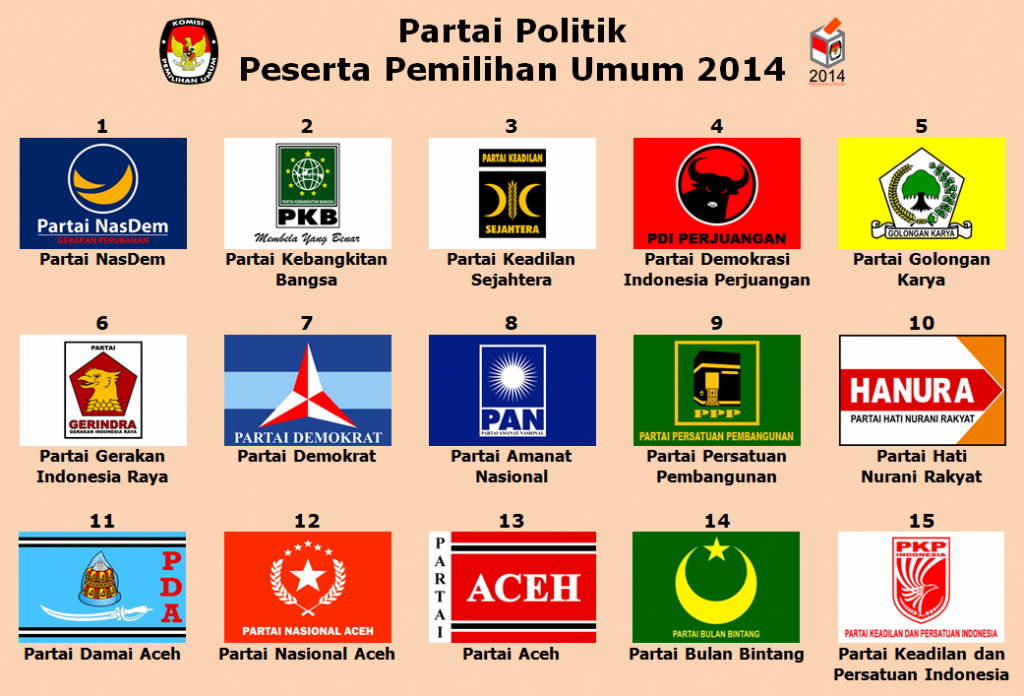 Partai Politik
Peserta Pemilihan Umum 2014
KOMISI
PEMILIHAN UMUM
2014
1
2
3
4
5
Partai NasDem
GERAKAN PERUBAHAN
PARTAI KEBANGKITAN BANGSA
PKB
Membela Yang Benar
PARTAI KEADILAN
SEJAHTERA
PDI PERJUANGAN
GOLONGAN KARYA
Partai NasDem
Partai Kebangkitan
Bangsa
Partai Keadilan
Sejahtera
Partai Demokrasi
Indonesia Perjuangan
Partai Golongan
Karya
6
7
8
9
10
PARTAI
GERINDRA
GERAKAN INDONESIA RAYA
PARTAI DEMOKRAT
PAN
PARTAI AMANAT NASIONAL
PPP
PARTAI PERSATUAN PEMBANGUNAN
HANURA
PARTAI HATI NURANI RAKYAT
Partai Gerakan
Indonesia Raya
Partai Demokrat
Partai Amanat
Nasional
Partai Persatuan
Pembangunan
Partai Hati
Nurani Rakyat
11
12
13
14
15
PDA
PARTAI NASIONAL ACEH
PARTAI
ACEH
PARTAI BULAN BINTANG
PKP
INDONESIA
PARTAI KEADILAN DAN PERSATUAN INDONESIA
Partai Damai Aceh
Partai Nasional Aceh
Partai Aceh
Partai Bulan Bintang
Partai Keadilan dan
Persatuan Indonesia